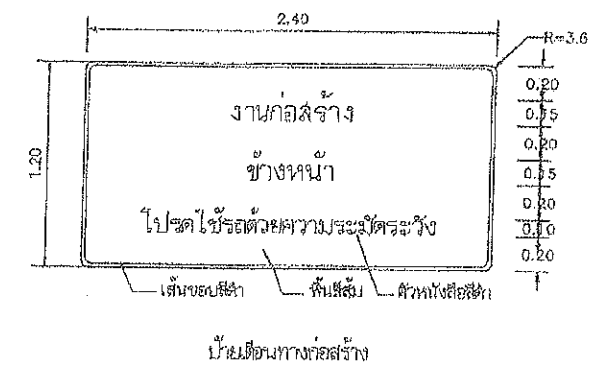 2.40
R=3.6
1.20
0.20
0.15
0.20
0.15
0.20
0.10
0.20
งานก่อสร้าง
ข้างหน้า
โปรดใช้รถด้วยความระมัดระวัง
เส้นขอบสีดำ พื้นสีส้ม ตัวหนังสือสีดำ
ป้ายเตือนทางก่อสร้าง